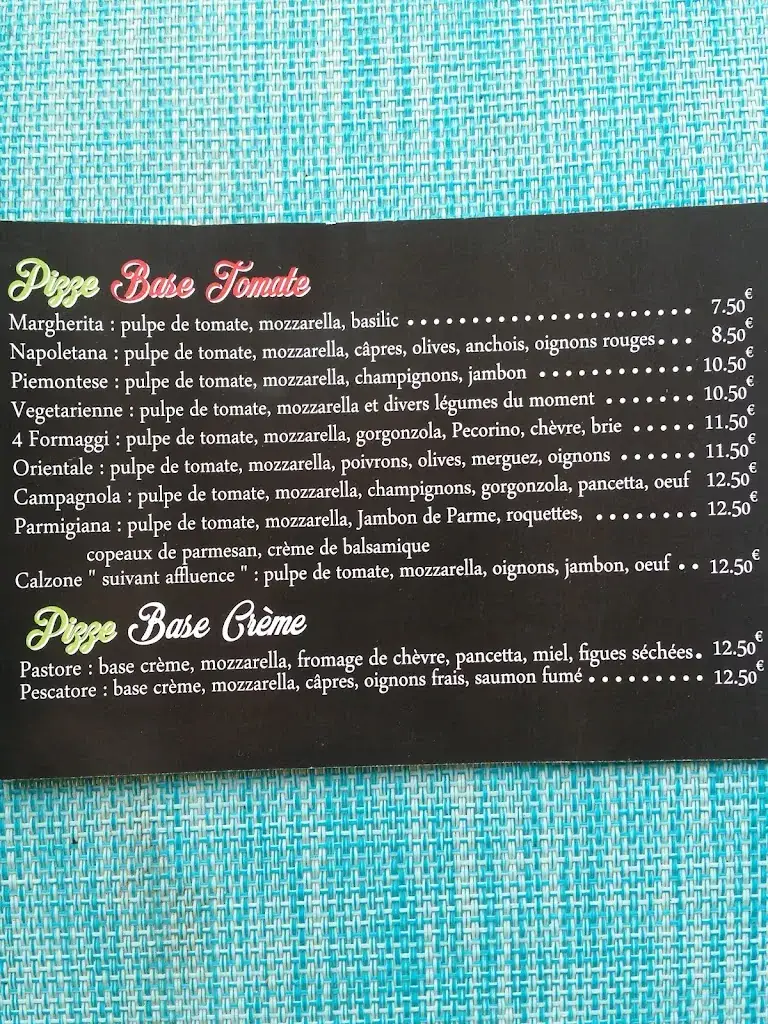 Pizze Base Tomate
Margherita : pulpe de tomate, mozzarella, basilic ...................... 7.50€
Napoletana : pulpe de tomate, mozzarella, câpres, olives, anchois, oignons rouges... 8.50€
Piemontese : pulpe de tomate, mozzarella, champignons, jambon ............ 10.50€
Vegetarienne : pulpe de tomate, mozzarella et divers légumes du moment ....... 10.50€
4 Formaggi : pulpe de tomate, mozzarella, gorgonzola, Pecorino, chèvre, brie ..... 11.50€
Orientale : pulpe de tomate, mozzarella, poivrons, olives, merguez, oignons ...... 11.50€
Campagnola : pulpe de tomate, mozzarella, champignons, gorgonzola, pancetta, oeuf 12.50€
Parmigiana : pulpe de tomate, mozzarella, Jambon de Parme, roquettes, ........ 12.50€
copeaux de parmesan, crème de balsamique
Calzone " suivant affluence " : pulpe de tomate, mozzarella, oignons, jambon, oeuf .. 12.50€
Pizze Base Crème
Pastore : base crème, mozzarella, fromage de chèvre, pancetta, miel, figues séchées. 12.50€
Pescatore : base crème, mozzarella, câpres, oignons frais, saumon fumé ......... 12.50€